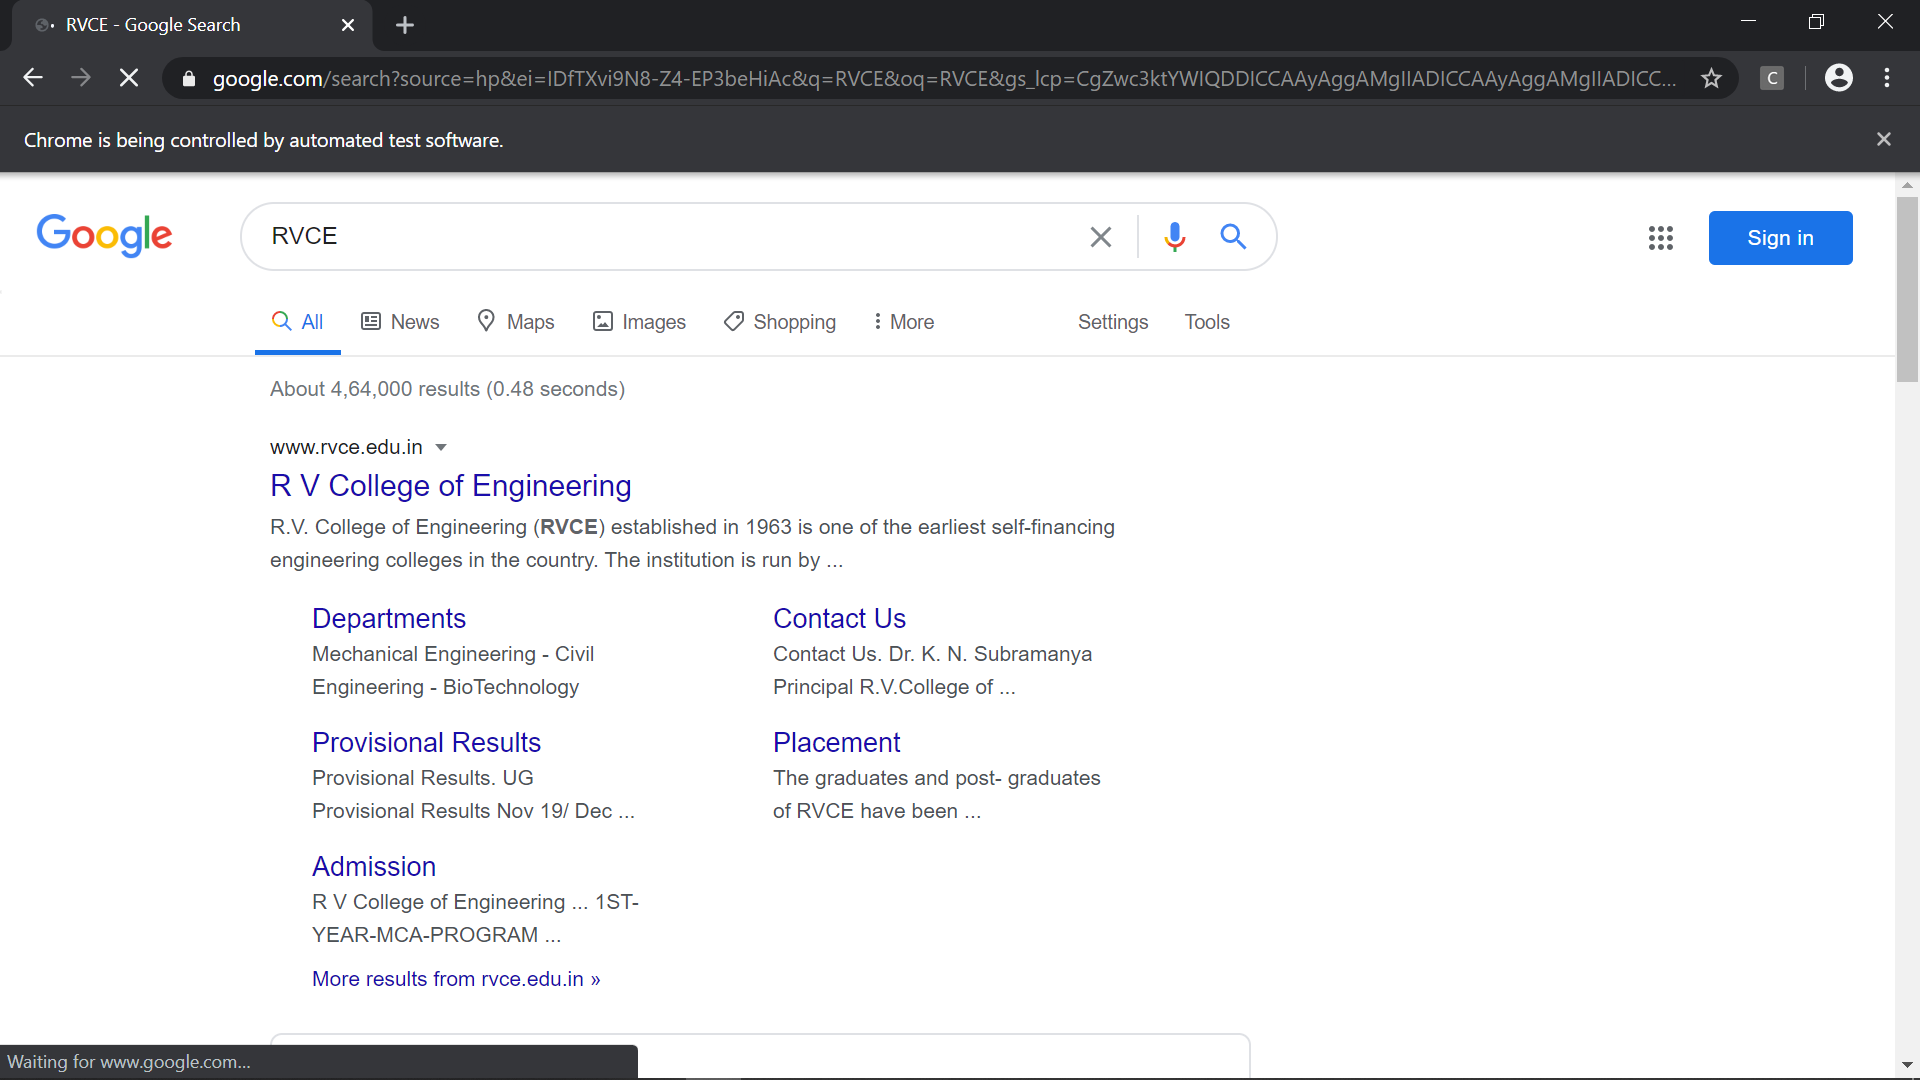 RVCE - Google Search
google.com/search?source=hp&ei=IDfTXvi9N8-Z4-EP3beHiAc&q=RVCE&oq=RVCE&gs_lcp=CgZwc3ktYWIQDDICCAAyAggAMgIIADICCAAyAggAMgIIADICC...
C
Chrome is being controlled by automated test software.
Google
RVCE
Sign in
All News Maps Images Shopping More Settings Tools
About 4,64,000 results (0.48 seconds)
www.rvce.edu.in
R V College of Engineering
R.V. College of Engineering (RVCE) established in 1963 is one of the earliest self-financing
engineering colleges in the country. The institution is run by ...
Departments
Mechanical Engineering - Civil
Engineering - BioTechnology
Contact Us
Contact Us. Dr. K. N. Subramanya
Principal R.V.College of ...
Provisional Results
Provisional Results. UG
Provisional Results Nov 19/ Dec ...
Placement
The graduates and post- graduates
of RVCE have been ...
Admission
R V College of Engineering ... 1ST-
YEAR-MCA-PROGRAM ...
More results from rvce.edu.in »
Waiting for www.google.com...